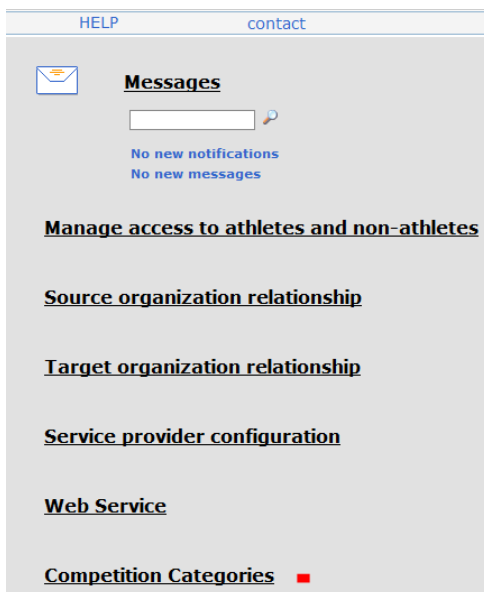 HELP contact
Messages
No new notifications
No new messages
Manage access to athletes and non-athletes
Source organization relationship
Target organization relationship
Service provider configuration
Web Service
Competition Categories